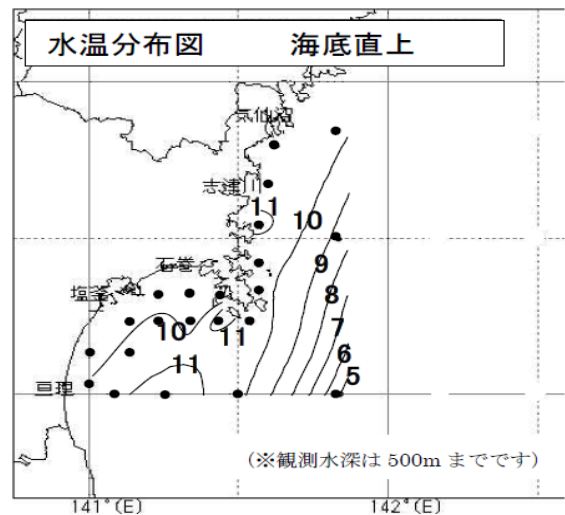 水温分布図 海底直上
気仙沼
志津川
11
10
石巻
9
塩釜
8
10
11
7
11
6
亘理
5
(※観測水深は 500m までです)
141°(E) 142°(E)